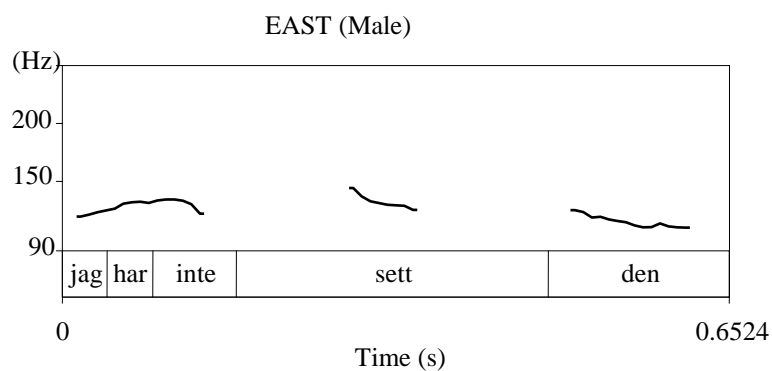 EAST (Male)
(Hz)
200
150
90
jag har inte sett den
0 0.6524
Time (s)